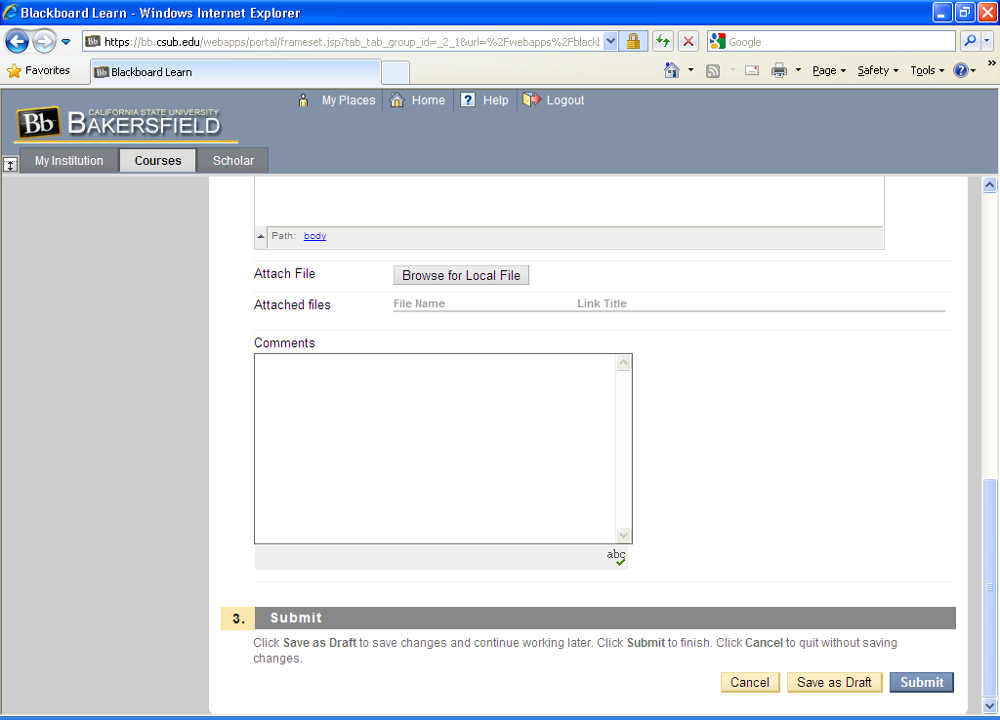 Blackboard Learn - Windows Internet Explorer
https://bb.csub.edu/webapps/portal/frameset.jsp?tab_tab_group_id=_2_1&url=%2Fwebapps%2Fblackt
Google
Favorites
Bb Blackboard Learn
Page
Safety
Tools
»
My Places
Home
Help
Logout
Bb
CALIFORNIA STATE UNIVERSITY
BAKERSFIELD
My Institution
Courses
Scholar
Path: body
Attach File
Browse for Local File
Attached files
File Name
Link Title
Comments
abc
3. Submit
Click Save as Draft to save changes and continue working later. Click Submit to finish. Click Cancel to quit without saving
changes.
Cancel
Save as Draft
Submit